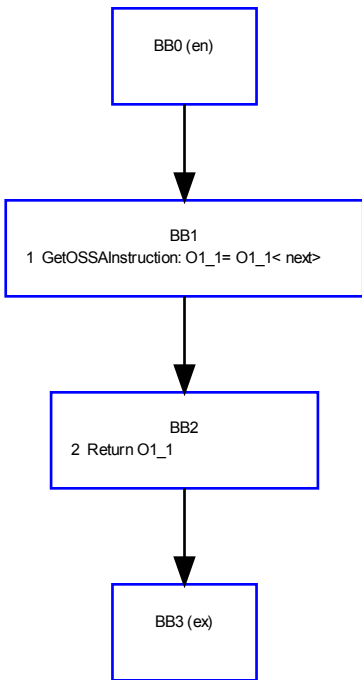 BB0 (en)
BB1
1 GetOSSAInstruction: O1_1= O1_1< next>
BB2
2 Return O1_1
BB3 (ex)